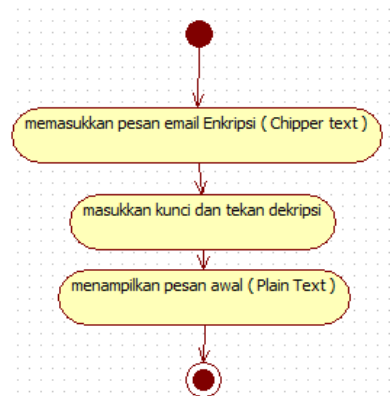 memasukkan pesan email Enkripsi ( Chipper text )
masukkan kunci dan tekan dekripsi
menampilkan pesan awal ( Plain Text )